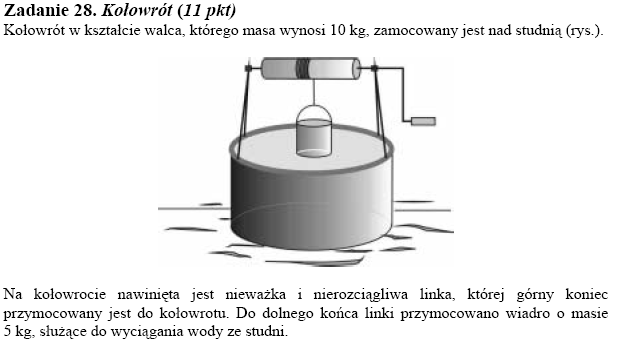 Zadanie 28. Kołowrót (11 pkt)
Kołowrót w kształcie walca, którego masa wynosi 10 kg, zamocowany jest nad studnią (rys.).
Na kołowrocie nawinięta jest nieważka i nierozciągliwa linka, której górny koniec
przymocowany jest do kołowrotu. Do dolnego końca linki przymocowano wiadro o masie
5 kg, służące do wyciągania wody ze studni.